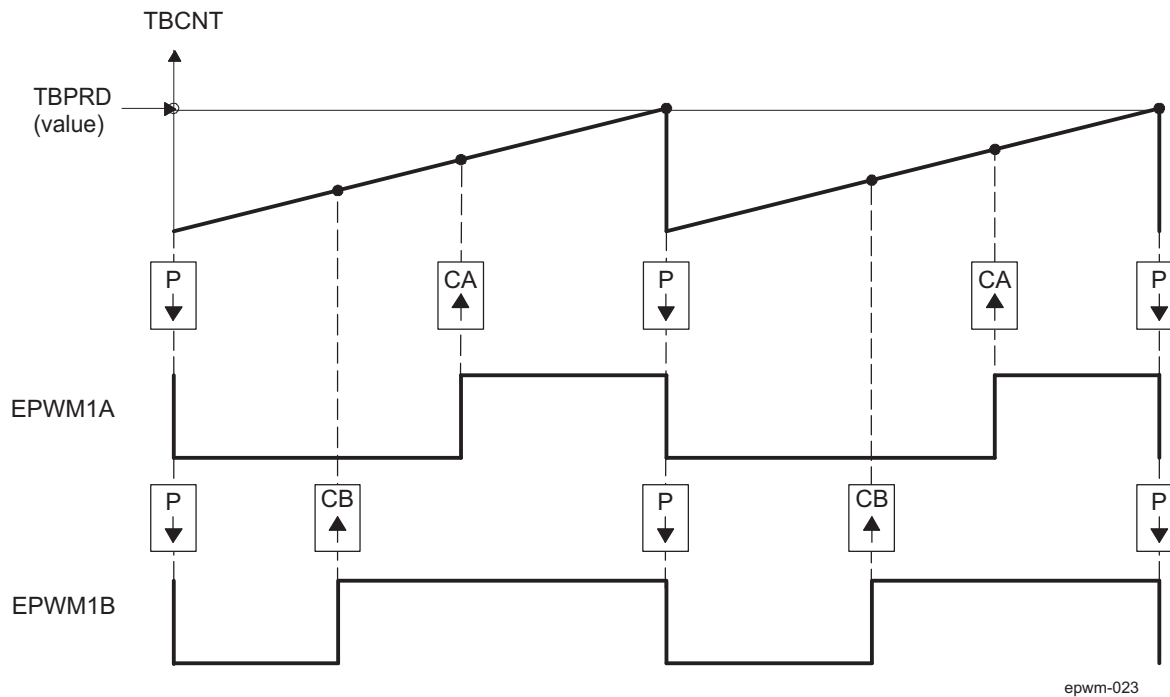 TBCNT
TBPRD
(value)
P
CA
P
CA
P
EPWM1A
P
CB
P
CB
P
EPWM1B
epwm-023